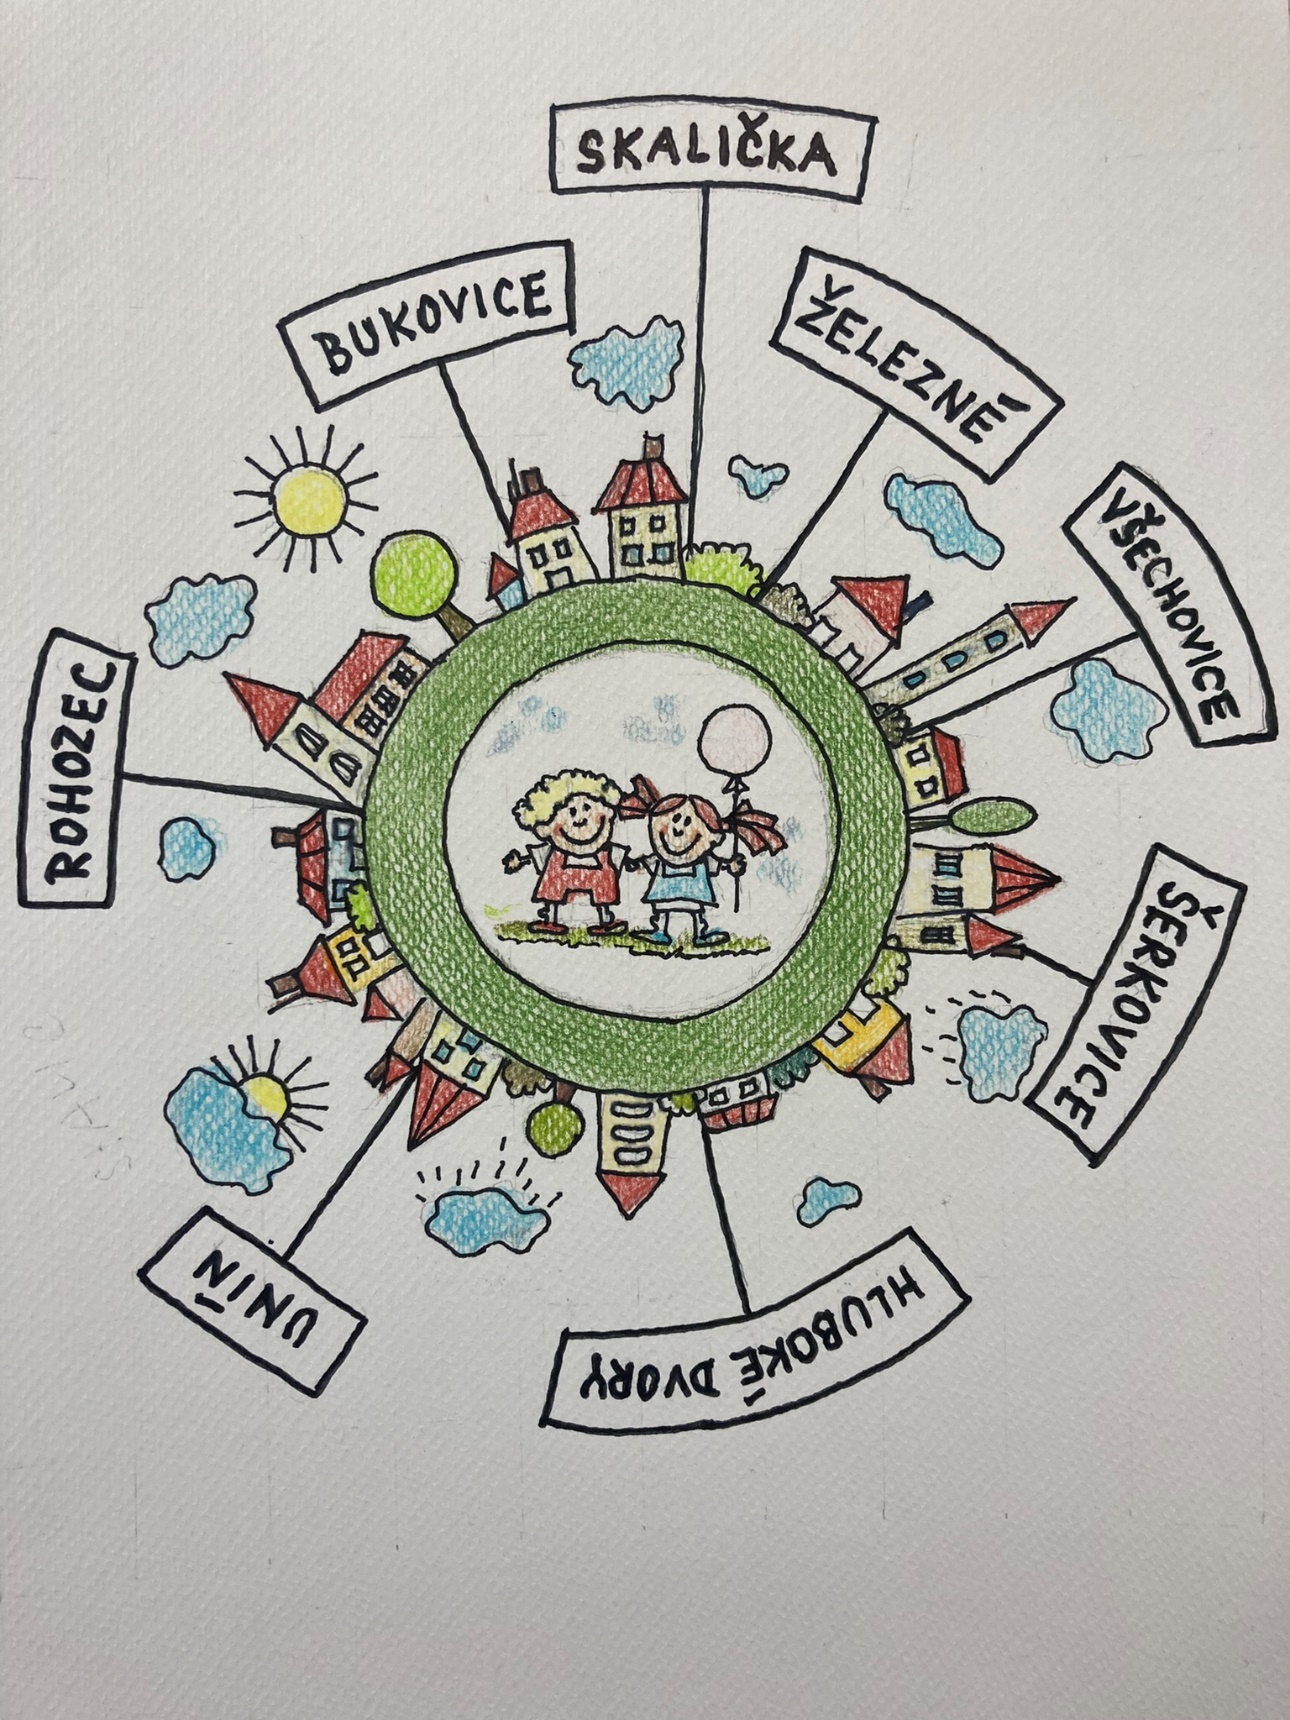 SKALIČKA
ŽELEZNÉ
VŠECHOVICE
ŠERKOVICE
HLUBOKÉ DVORY
UNÍN
ROHOZEC
BUKOVICE